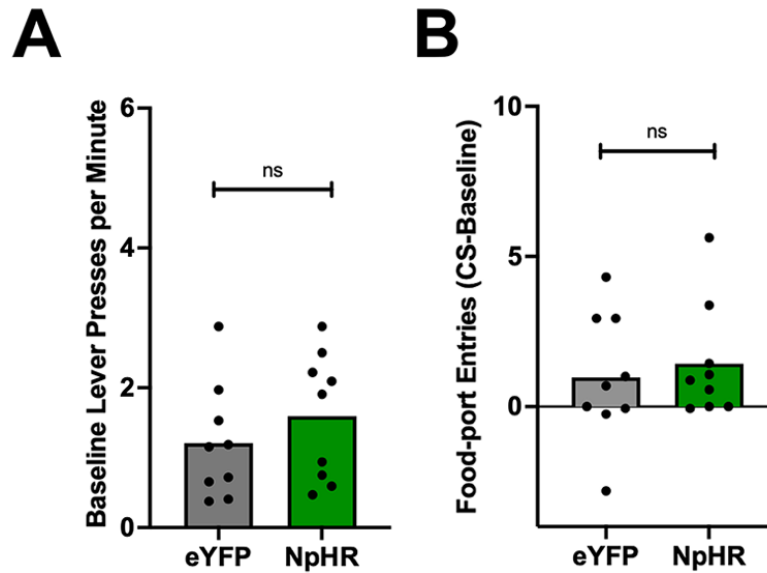 A
Baseline Lever Presses per Minute
6
4
2
0
ns
eYFP
NpHR
B
Food-port Entries (CS-Baseline)
10
5
0
ns
eYFP
NpHR